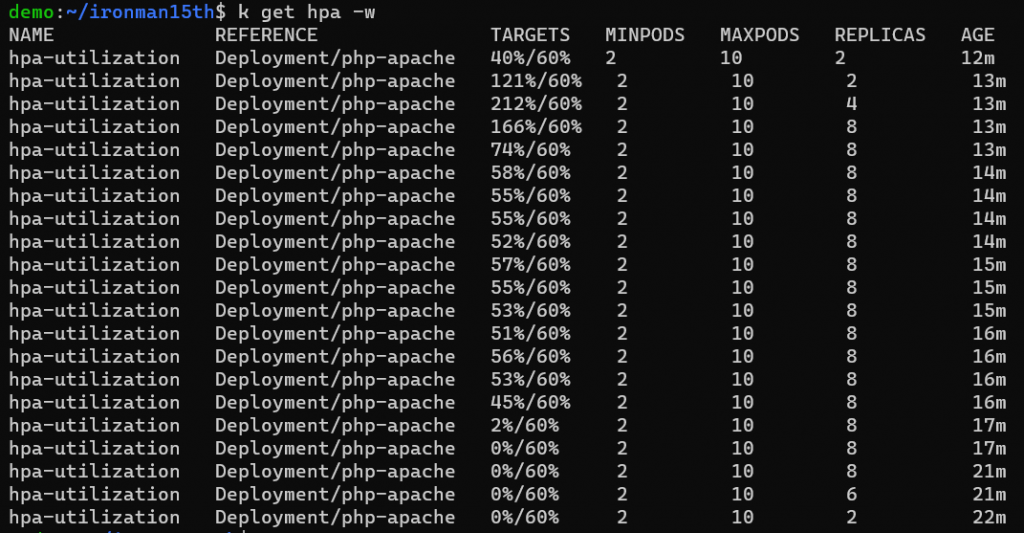 demo:~/ironman15th$ k get hpa -w
NAME REFERENCE TARGETS MINPODS MAXPODS REPLICAS AGE
hpa-utilization Deployment/php-apache 40%/60% 2 10 2 12m
hpa-utilization Deployment/php-apache 121%/60% 2 10 2 13m
hpa-utilization Deployment/php-apache 212%/60% 2 10 4 13m
hpa-utilization Deployment/php-apache 166%/60% 2 10 8 13m
hpa-utilization Deployment/php-apache 74%/60% 2 10 8 13m
hpa-utilization Deployment/php-apache 58%/60% 2 10 8 14m
hpa-utilization Deployment/php-apache 55%/60% 2 10 8 14m
hpa-utilization Deployment/php-apache 55%/60% 2 10 8 14m
hpa-utilization Deployment/php-apache 52%/60% 2 10 8 14m
hpa-utilization Deployment/php-apache 57%/60% 2 10 8 15m
hpa-utilization Deployment/php-apache 55%/60% 2 10 8 15m
hpa-utilization Deployment/php-apache 53%/60% 2 10 8 15m
hpa-utilization Deployment/php-apache 51%/60% 2 10 8 16m
hpa-utilization Deployment/php-apache 56%/60% 2 10 8 16m
hpa-utilization Deployment/php-apache 53%/60% 2 10 8 16m
hpa-utilization Deployment/php-apache 45%/60% 2 10 8 16m
hpa-utilization Deployment/php-apache 2%/60% 2 10 8 17m
hpa-utilization Deployment/php-apache 0%/60% 2 10 8 17m
hpa-utilization Deployment/php-apache 0%/60% 2 10 8 21m
hpa-utilization Deployment/php-apache 0%/60% 2 10 6 21m
hpa-utilization Deployment/php-apache 0%/60% 2 10 2 22m